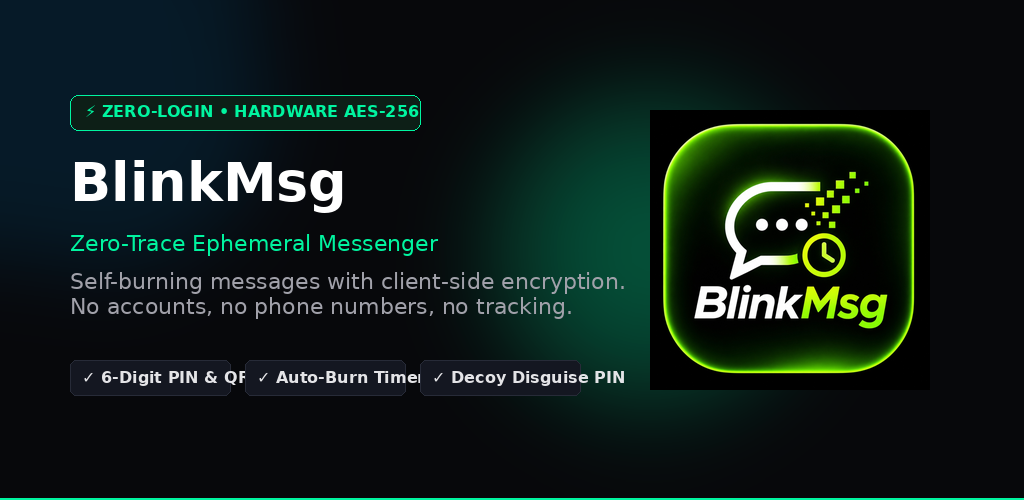 ⚡ ZERO-LOGIN • HARDWARE AES-256
BlinkMsg
Zero-Trace Ephemeral Messenger
Self-burning messages with client-side encryption.
No accounts, no phone numbers, no tracking.
✓ 6-Digit PIN & QR ✓ Auto-Burn Timer ✓ Decoy Disguise PIN
BlinkMsg